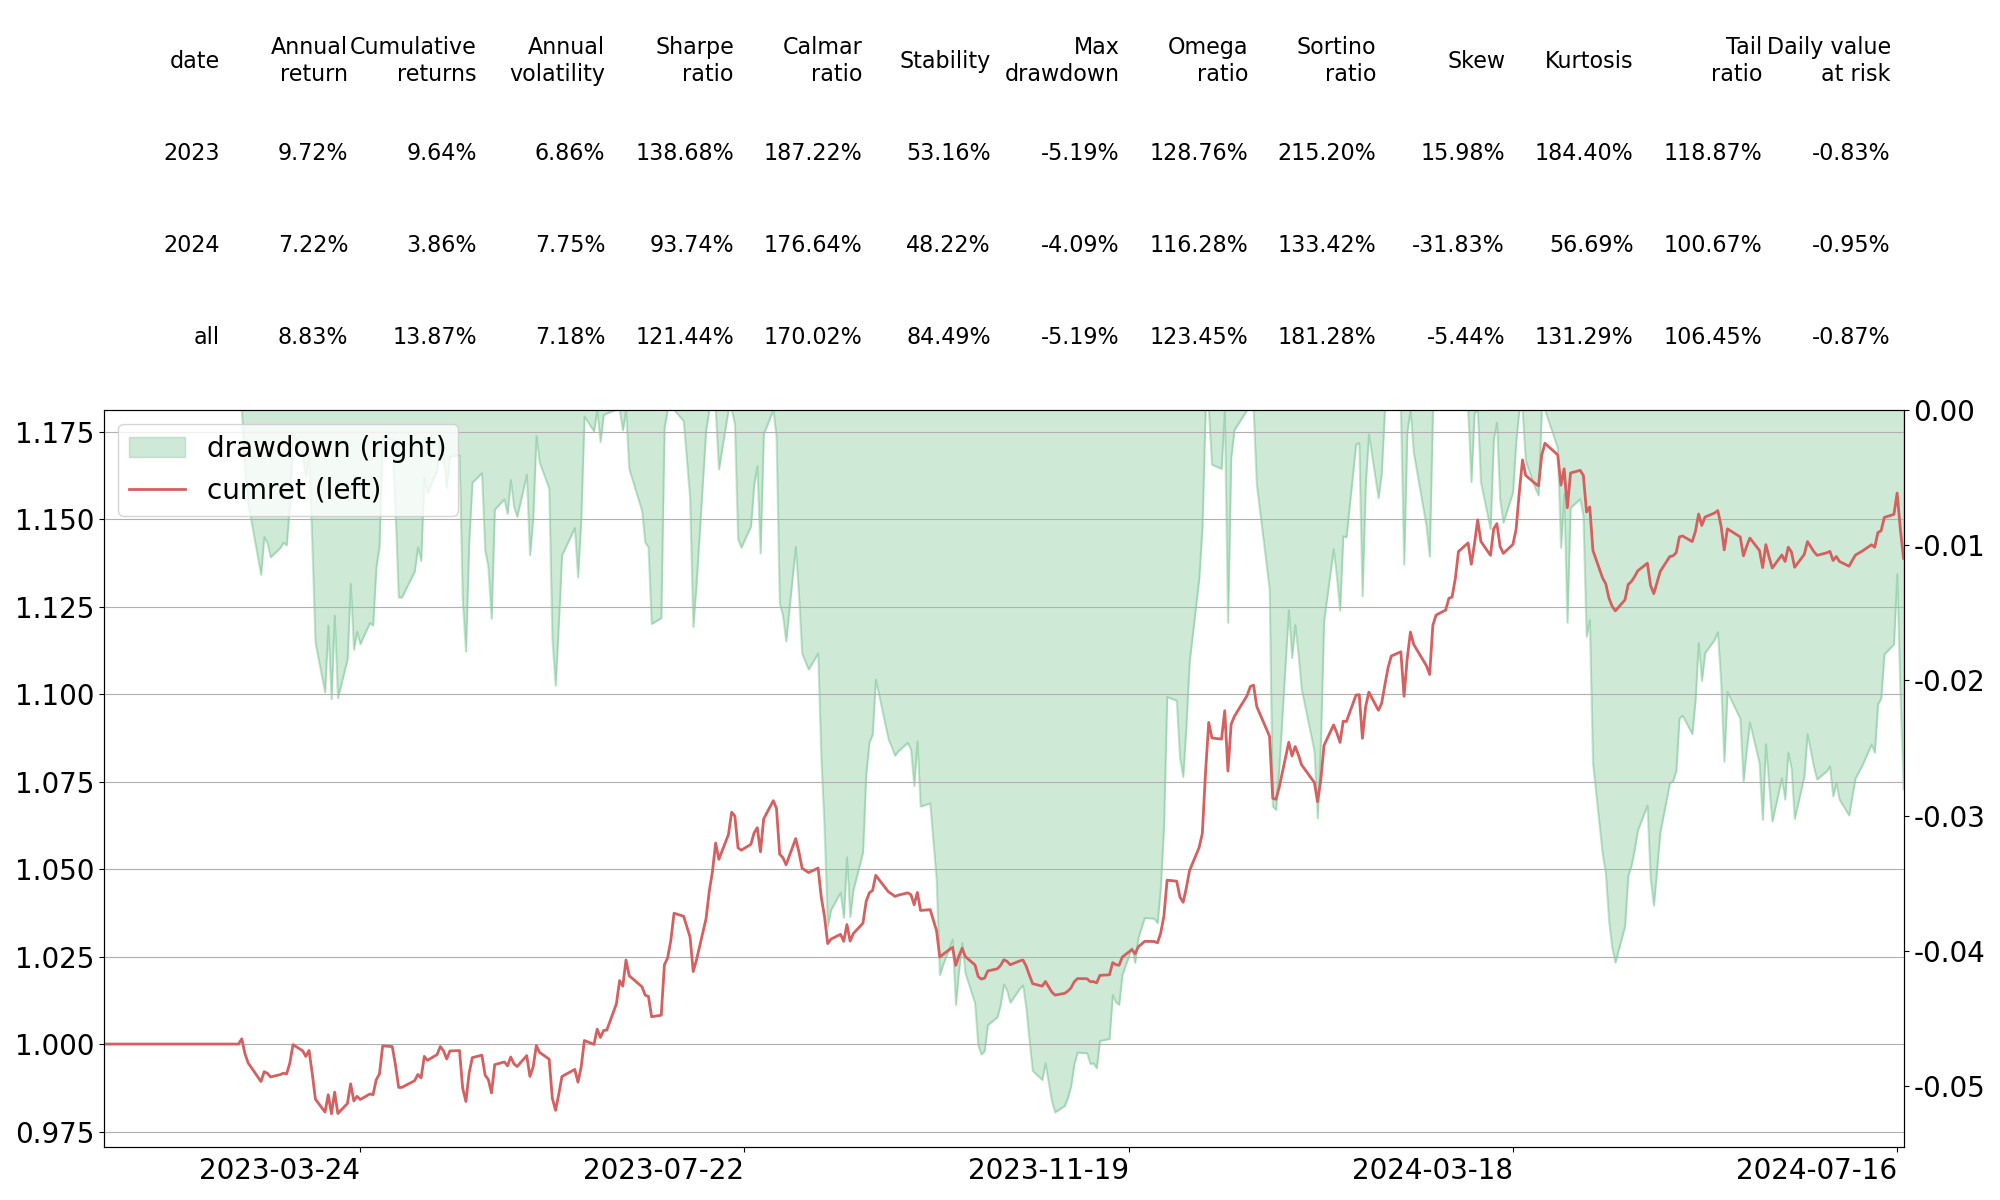 date Annual return Cumulative returns Annual volatility Sharpe ratio Calmar ratio Stability Max drawdown Omega ratio Sortino ratio Skew Kurtosis Tail ratio Daily value at risk
2023 9.72% 9.64% 6.86% 138.68% 187.22% 53.16% -5.19% 128.76% 215.20% 15.98% 184.40% 118.87% -0.83%
2024 7.22% 3.86% 7.75% 93.74% 176.64% 48.22% -4.09% 116.28% 133.42% -31.83% 56.69% 100.67% -0.95%
all 8.83% 13.87% 7.18% 121.44% 170.02% 84.49% -5.19% 123.45% 181.28% -5.44% 131.29% 106.45% -0.87%
drawdown (right)
cumret (left)
1.175
1.150
1.125
1.100
1.075
1.050
1.025
1.000
0.975
0.00
-0.01
-0.02
-0.03
-0.04
-0.05
2023-03-24 2023-07-22 2023-11-19 2024-03-18 2024-07-16